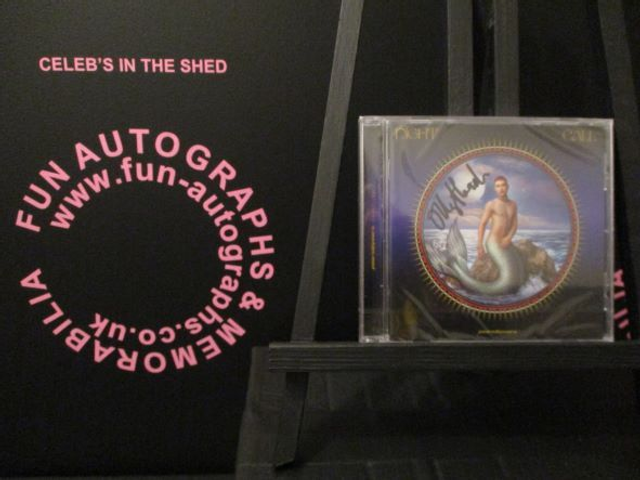 CELEB'S IN THE SHED
FUN AUTOGRAPHS & MEMORABILIA
www.fun-autographs.co.uk
NIGHT CALL